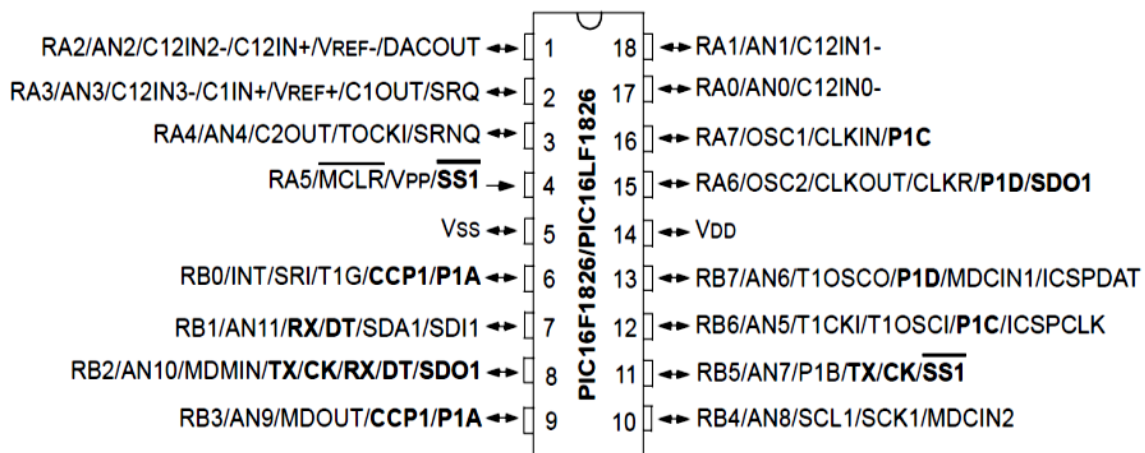 RA2/AN2/C12IN2-/C12IN+/VREF-/DACOUT 1
RA3/AN3/C12IN3-/C1IN+/VREF+/C1OUT/SRQ 2
RA4/AN4/C2OUT/TOCKI/SRNQ 3
RA5/MCLR/VPP/SS1 4
VSS 5
RB0/INT/SRI/T1G/CCP1/P1A 6
RB1/AN11/RX/DT/SDA1/SDI1 7
RB2/AN10/MDMIN/TX/CK/RX/DT/SDO1 8
RB3/AN9/MDOUT/CCP1/P1A 9
PIC16F1826/PIC16LF1826
18 RA1/AN1/C12IN1-
17 RA0/AN0/C12IN0-
16 RA7/OSC1/CLKIN/P1C
15 RA6/OSC2/CLKOUT/CLKR/P1D/SDO1
14 VDD
13 RB7/AN6/T1OSCO/P1D/MDCIN1/ICSPDAT
12 RB6/AN5/T1CKI/T1OSCI/P1C/ICSPCLK
11 RB5/AN7/P1B/TX/CK/SS1
10 RB4/AN8/SCL1/SCK1/MDCIN2